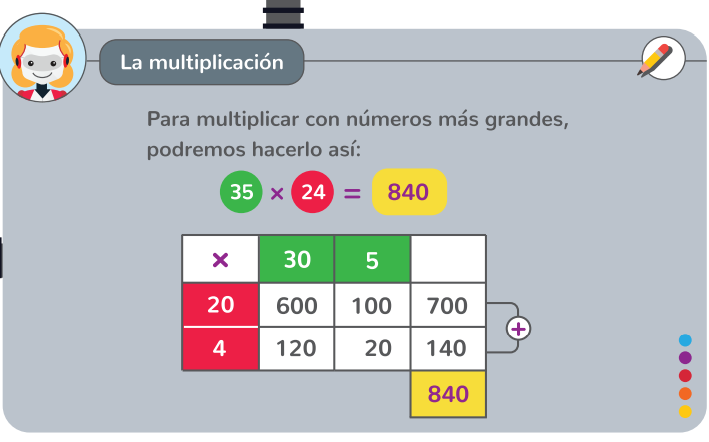 La multiplicación
Para multiplicar con números más grandes,
podremos hacerlo así:
35 × 24 = 840
× 30 5
20 600 100 700
4 120 20 140
+
840